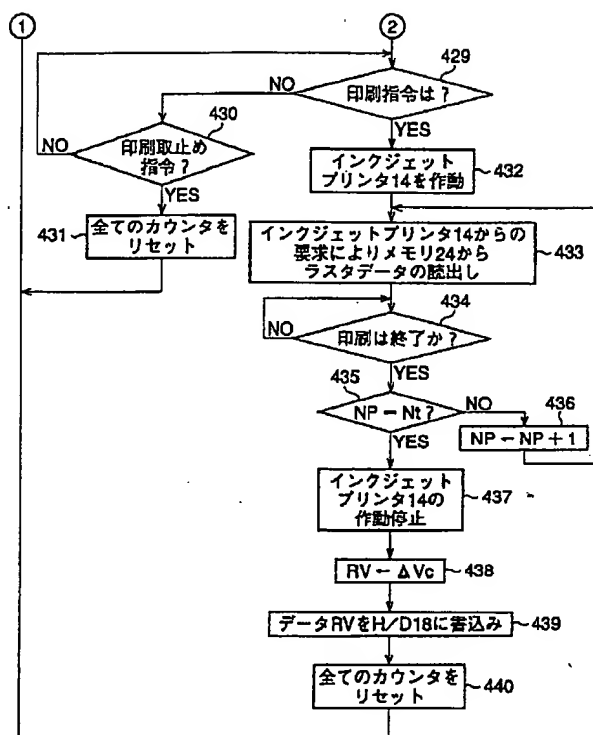 ①
②
429
印刷指令は？
NO
YES
430
印刷取止め
指令？
NO
YES
431
全てのカウンタを
リセット
インクジェット
プリンタ14を作動
432
インクジェットプリンタ14からの
要求によりメモリ24から
ラスタデータの読出し
433
434
印刷は終了か？
NO
YES
435
NP = Nt？
NO
YES
436
NP ← NP + 1
インクジェット
プリンタ14の
作動停止
437
RV ← ΔVc
438
データRVをH/D18に書込み
439
全てのカウンタを
リセット
440